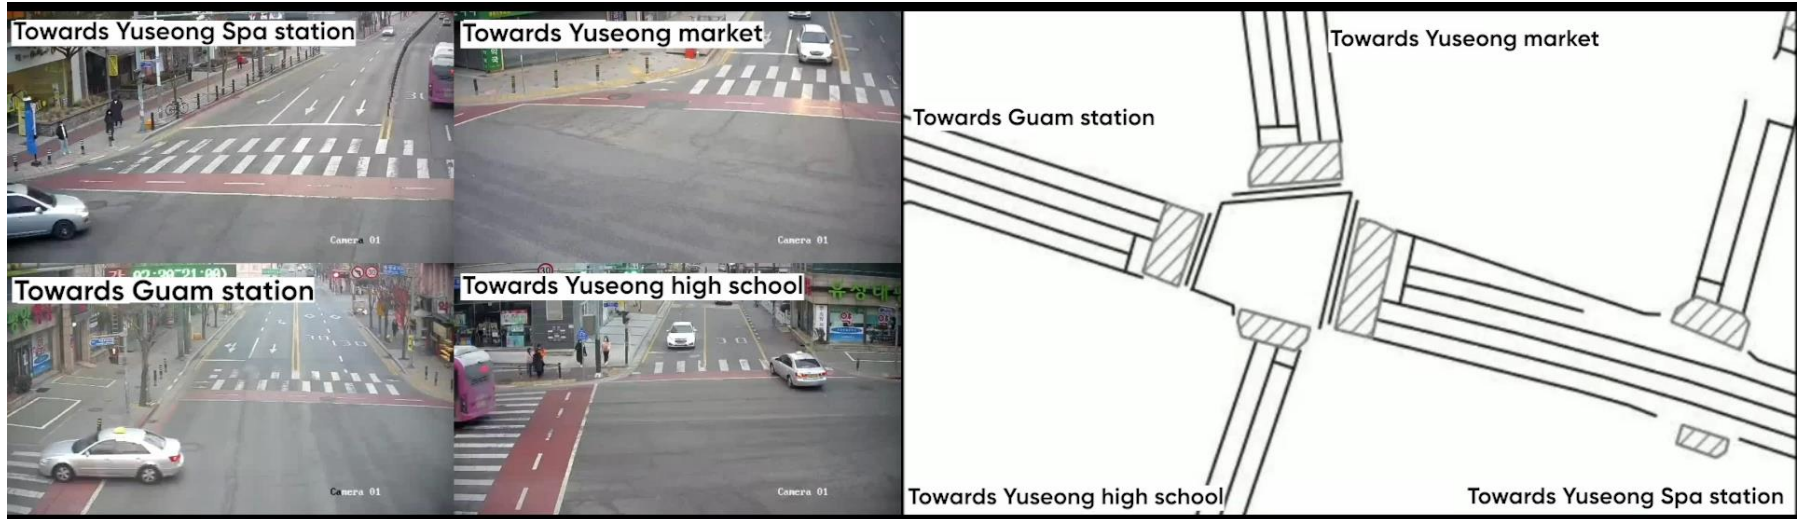 Towards Yuseong Spa station
Camera 01
Towards Yuseong market
Camera 01
Towards Guam station
Camera 01
Towards Yuseong high school
30
Camera 01
Towards Yuseong market
Towards Guam station
Towards Yuseong high school
Towards Yuseong Spa station